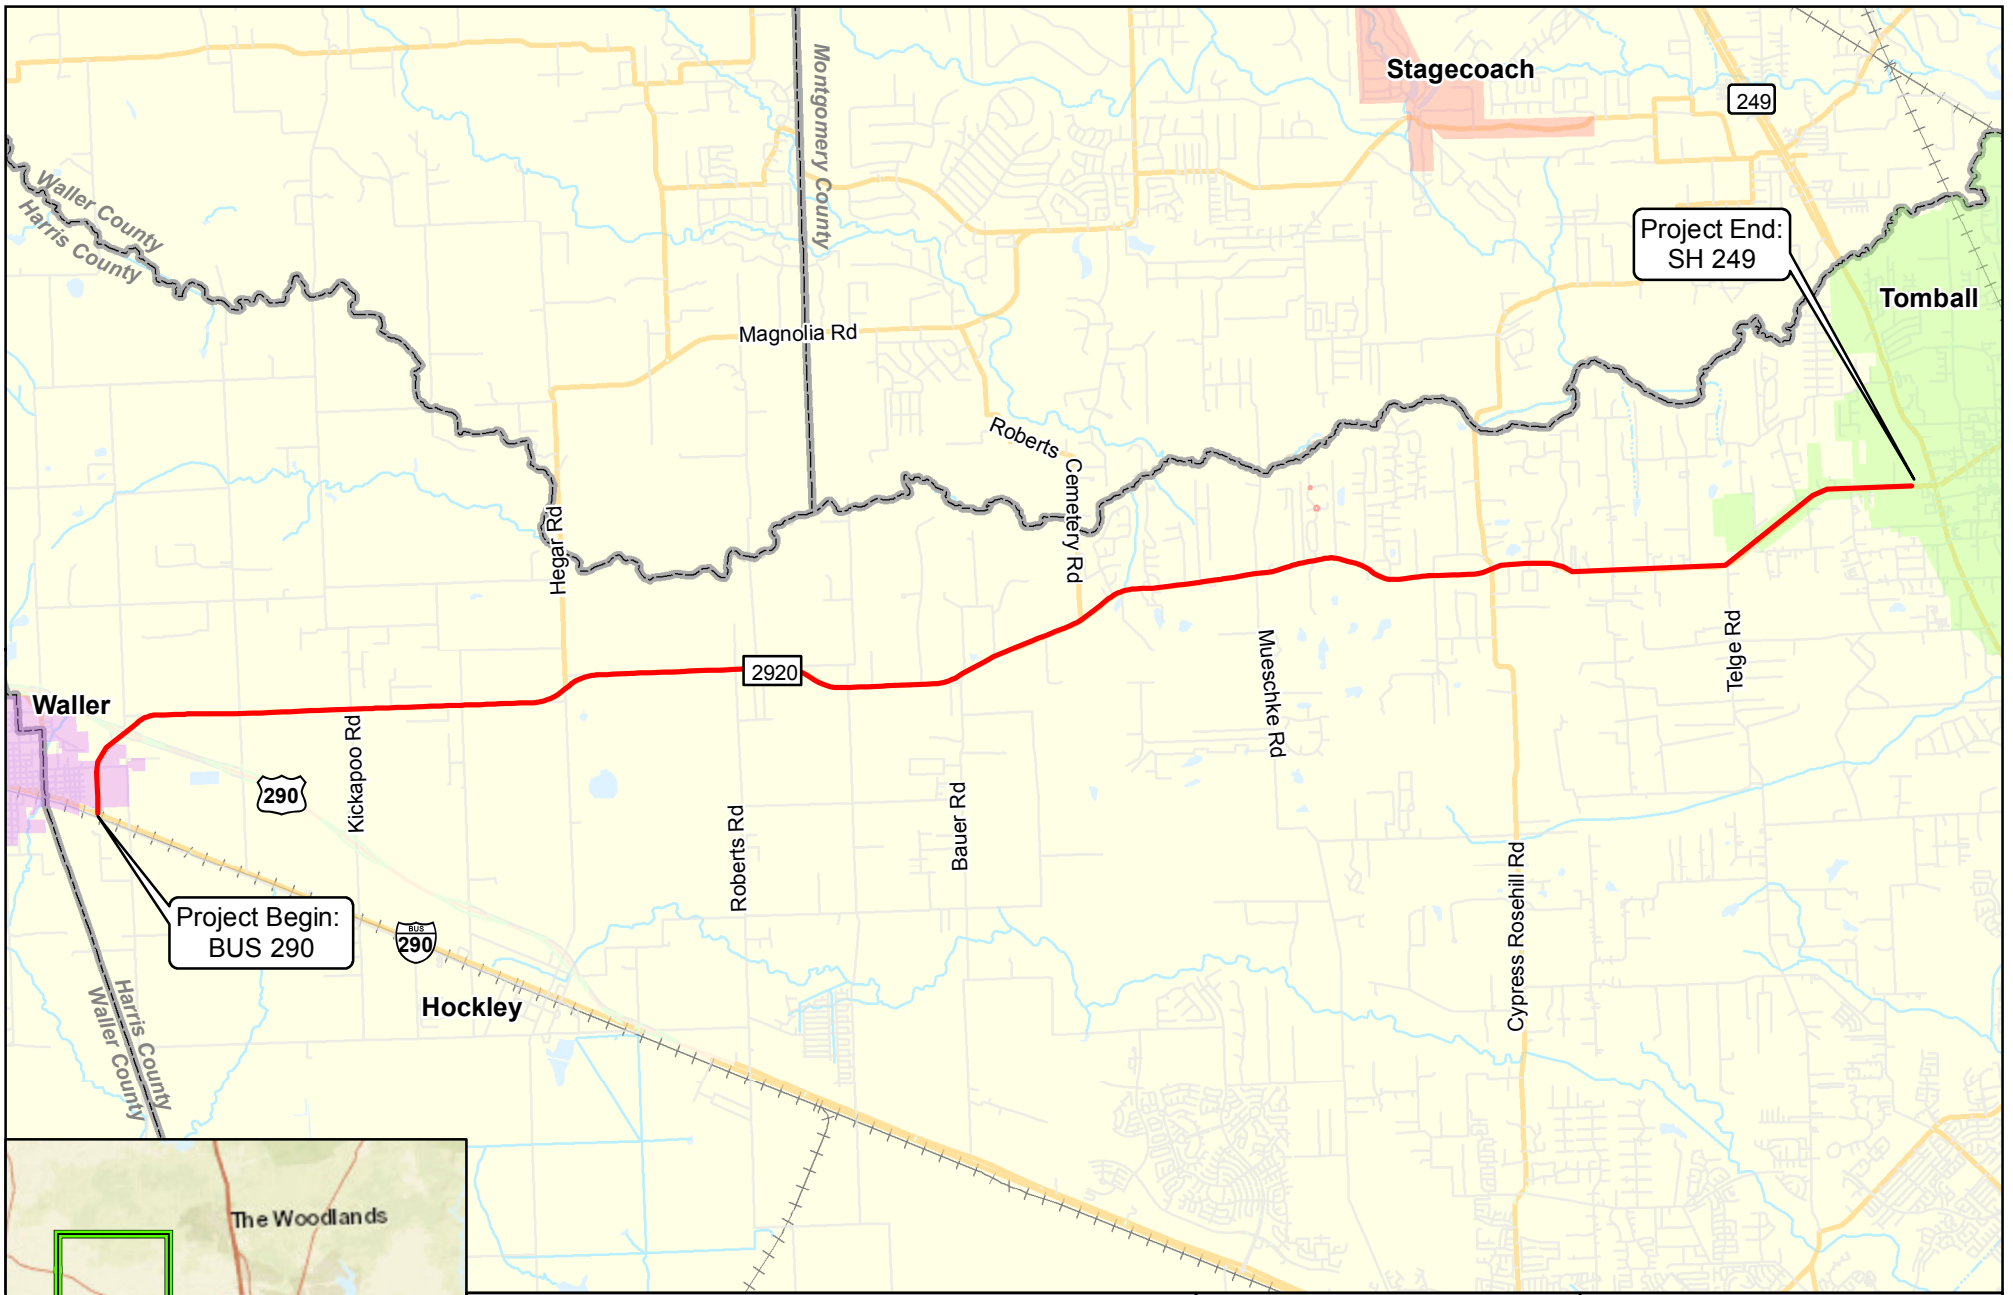 Stagecoach
249
Montgomery County
Waller County
Harris County
Project End:
SH 249
Tomball
Magnolia Rd
Roberts
Cemetery Rd
Hegar Rd
Mueschke Rd
Telge Rd
2920
Waller
Kickapoo Rd
290
Roberts Rd
Bauer Rd
Cypress Rosehill Rd
Project Begin:
BUS 290
BUS
290
Hockley
Harris County
Waller County
The Woodlands